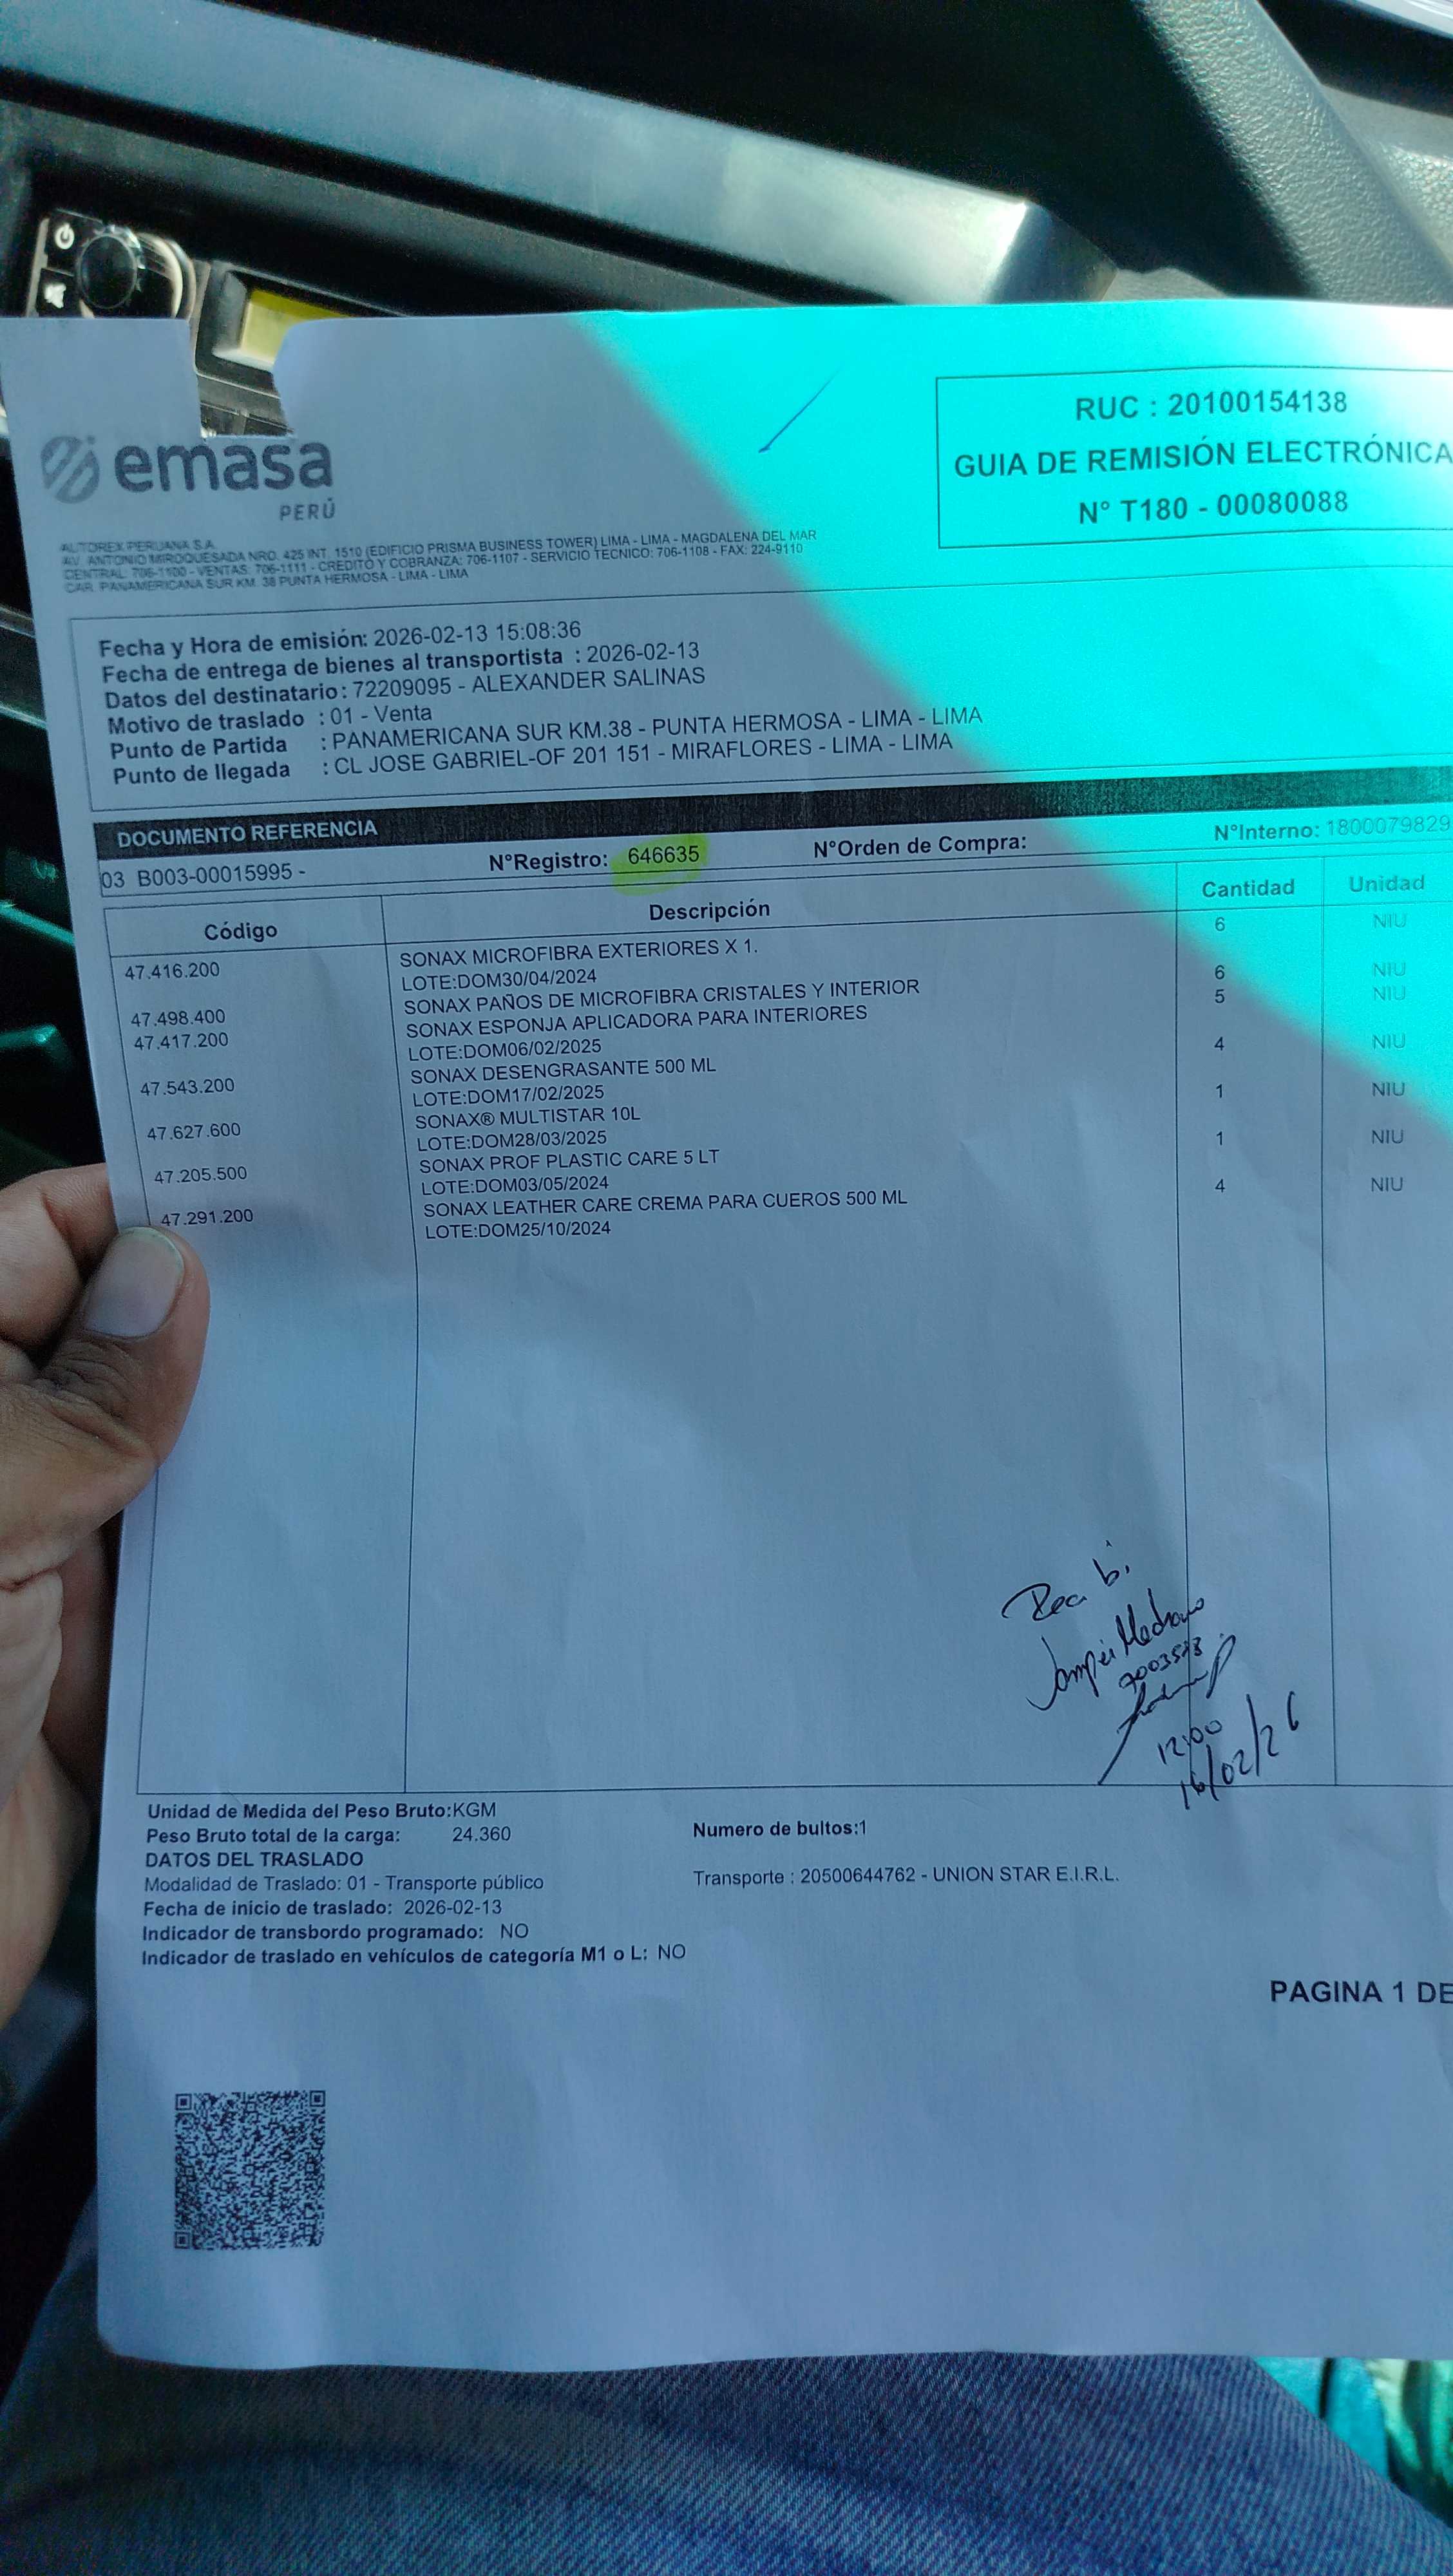 emasa
PERÚ
RUC : 20100154138
GUIA DE REMISIÓN ELECTRÓNICA
N° T180 - 00080088
AUTOREX PERUANA S.A.
AV. ANTONIO MIROQUESADA NRO. 425 INT. 1510 (EDIFICIO PRISMA BUSINESS TOWER) LIMA - LIMA - MAGDALENA DEL MAR
CENTRAL: 706-1100 - VENTAS: 706-1111 - CREDITO Y COBRANZA: 706-1107 - SERVICIO TECNICO: 706-1108 - FAX: 224-9110
CAR. PANAMERICANA SUR KM. 38 PUNTA HERMOSA - LIMA - LIMA
Fecha y Hora de emisión: 2026-02-13 15:08:36
Fecha de entrega de bienes al transportista : 2026-02-13
Datos del destinatario : 72209095 - ALEXANDER SALINAS
Motivo de traslado : 01 - Venta
Punto de Partida : PANAMERICANA SUR KM.38 - PUNTA HERMOSA - LIMA - LIMA
Punto de llegada : CL JOSE GABRIEL-OF 201 151 - MIRAFLORES - LIMA - LIMA
DOCUMENTO REFERENCIA
03 B003-00015995 - N°Registro: 646635 N°Orden de Compra: N°Interno: 1800079829
Código Descripción Cantidad Unidad
47.416.200 SONAX MICROFIBRA EXTERIORES X 1. 6 NIU
LOTE:DOM30/04/2024
47.498.400 SONAX PAÑOS DE MICROFIBRA CRISTALES Y INTERIOR 6 NIU
47.417.200 SONAX ESPONJA APLICADORA PARA INTERIORES 5 NIU
LOTE:DOM06/02/2025
47.543.200 SONAX DESENGRASANTE 500 ML 4 NIU
LOTE:DOM17/02/2025
47.627.600 SONAX® MULTISTAR 10L 1 NIU
LOTE:DOM28/03/2025
47.205.500 SONAX PROF PLASTIC CARE 5 LT 1 NIU
LOTE:DOM03/05/2024
47.291.200 SONAX LEATHER CARE CREMA PARA CUEROS 500 ML 4 NIU
LOTE:DOM25/10/2024
12:00
16/02/26
Unidad de Medida del Peso Bruto:KGM
Peso Bruto total de la carga: 24.360 Numero de bultos:1
DATOS DEL TRASLADO
Modalidad de Traslado: 01 - Transporte público Transporte : 20500644762 - UNION STAR E.I.R.L.
Fecha de inicio de traslado: 2026-02-13
Indicador de transbordo programado: NO
Indicador de traslado en vehículos de categoría M1 o L: NO
PAGINA 1 DE